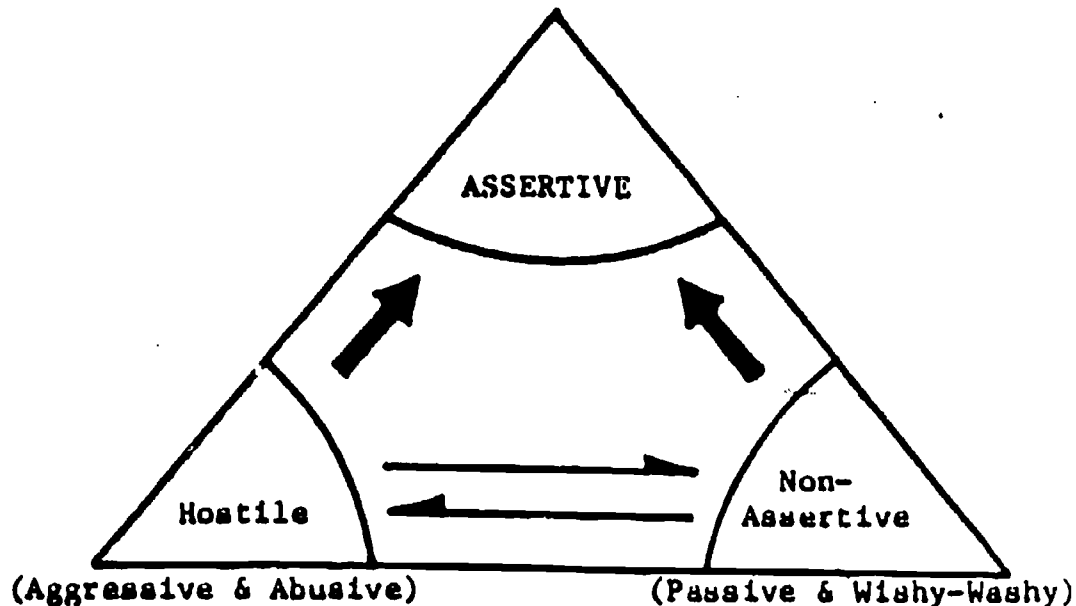 ASSERTIVE
Hostile
Non-
Assertive
(Aggressive & Abusive)
(Passive & Wishy-Washy)